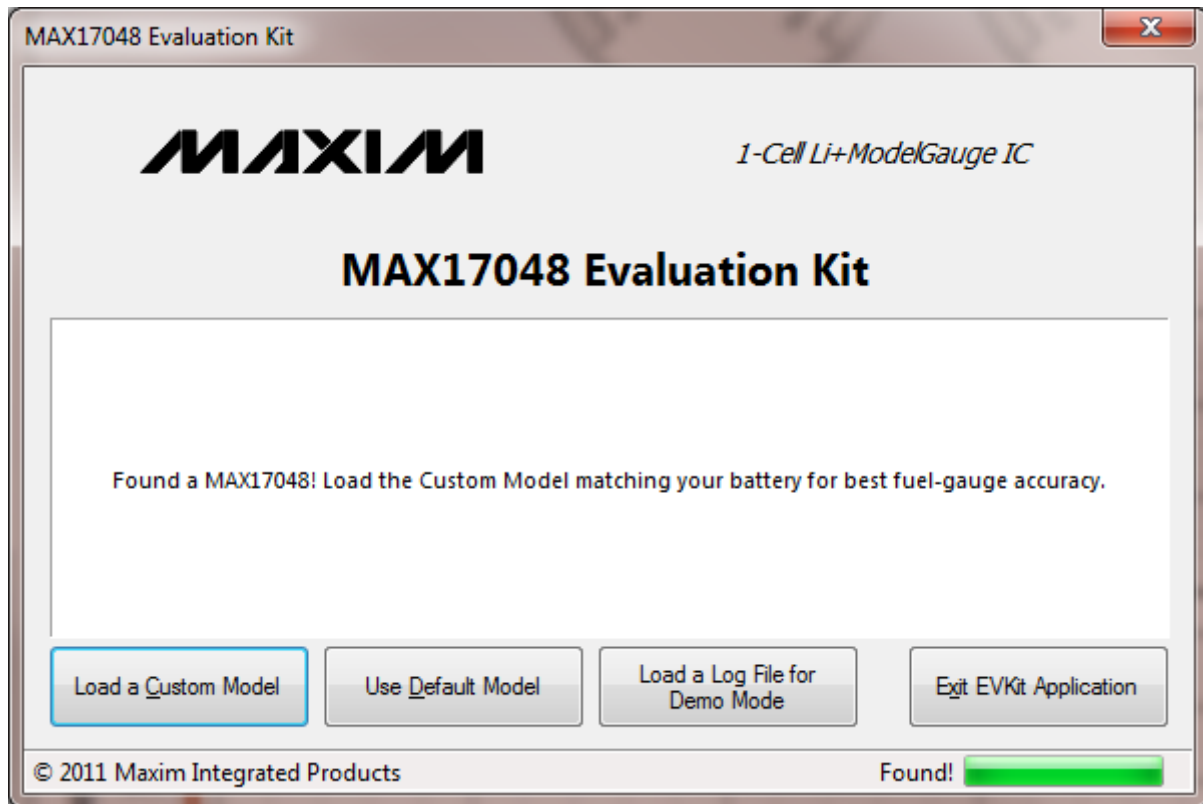 MAX17048 Evaluation Kit
MAXIM
1-Cell Li+ModelGauge IC
MAX17048 Evaluation Kit
Found a MAX17048! Load the Custom Model matching your battery for best fuel-gauge accuracy.
Load a Custom Model
Use Default Model
Load a Log File for
Demo Mode
Exit EVKit Application
© 2011 Maxim Integrated Products
Found!